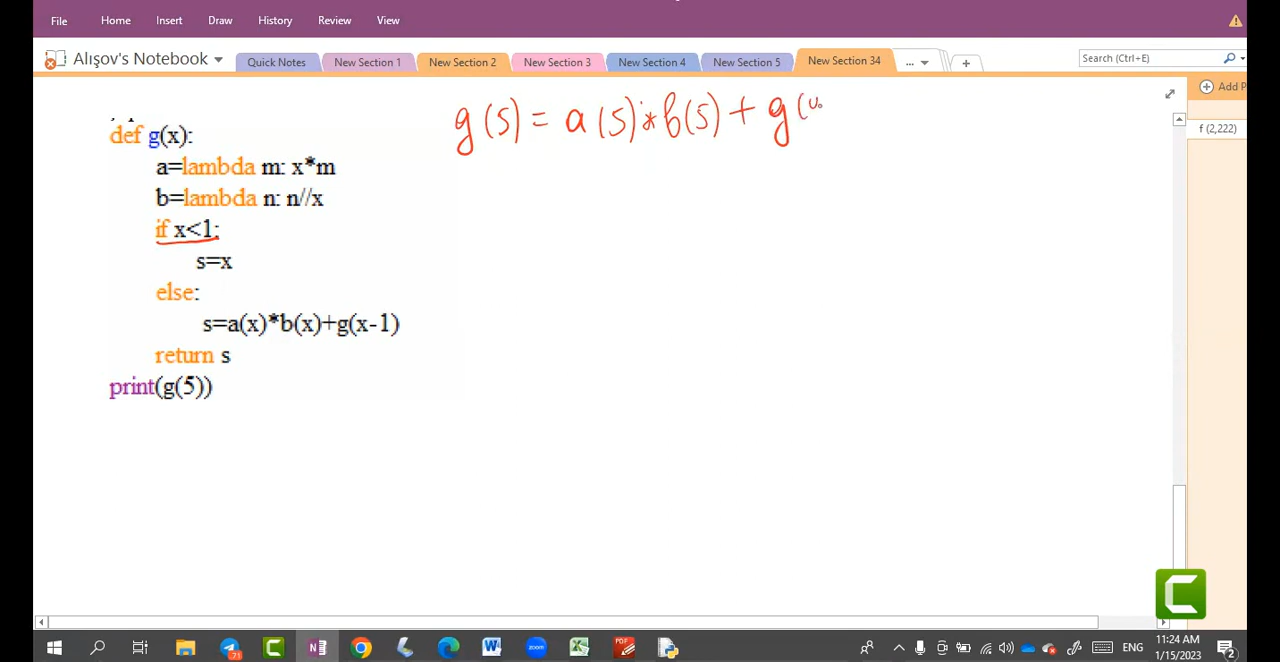 File Home Insert Draw History Review View
Alışov's Notebook Quick Notes New Section 1 New Section 2 New Section 3 New Section 4 New Section 5 New Section 34 ... + Search (Ctrl+E)
Add P
f (2,222)
g(5) = a(5)*b(5) + g(
def g(x):
a=lambda m: x*m
b=lambda n: n//x
if x<1:
s=x
else:
s=a(x)*b(x)+g(x-1)
return s
print(g(5))
ENG
11:24 AM
1/15/2023